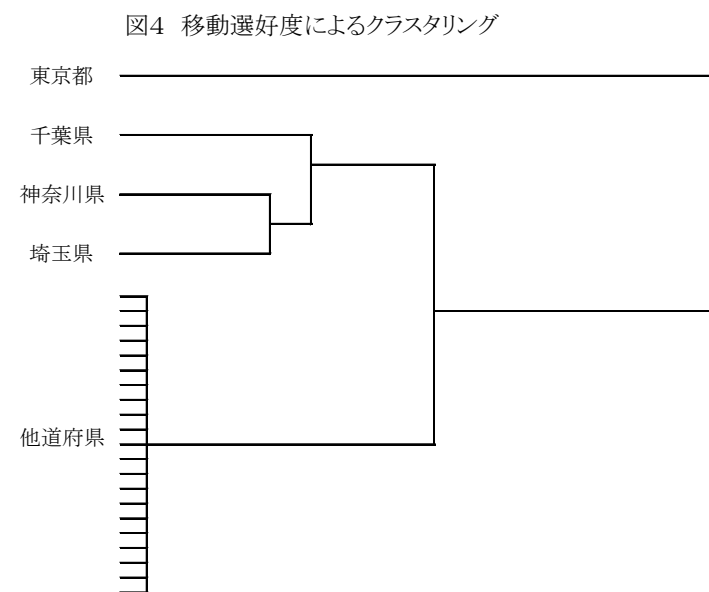 図4 移動選好度によるクラスタリング
東京都
千葉県
神奈川県
埼玉県
他道府県